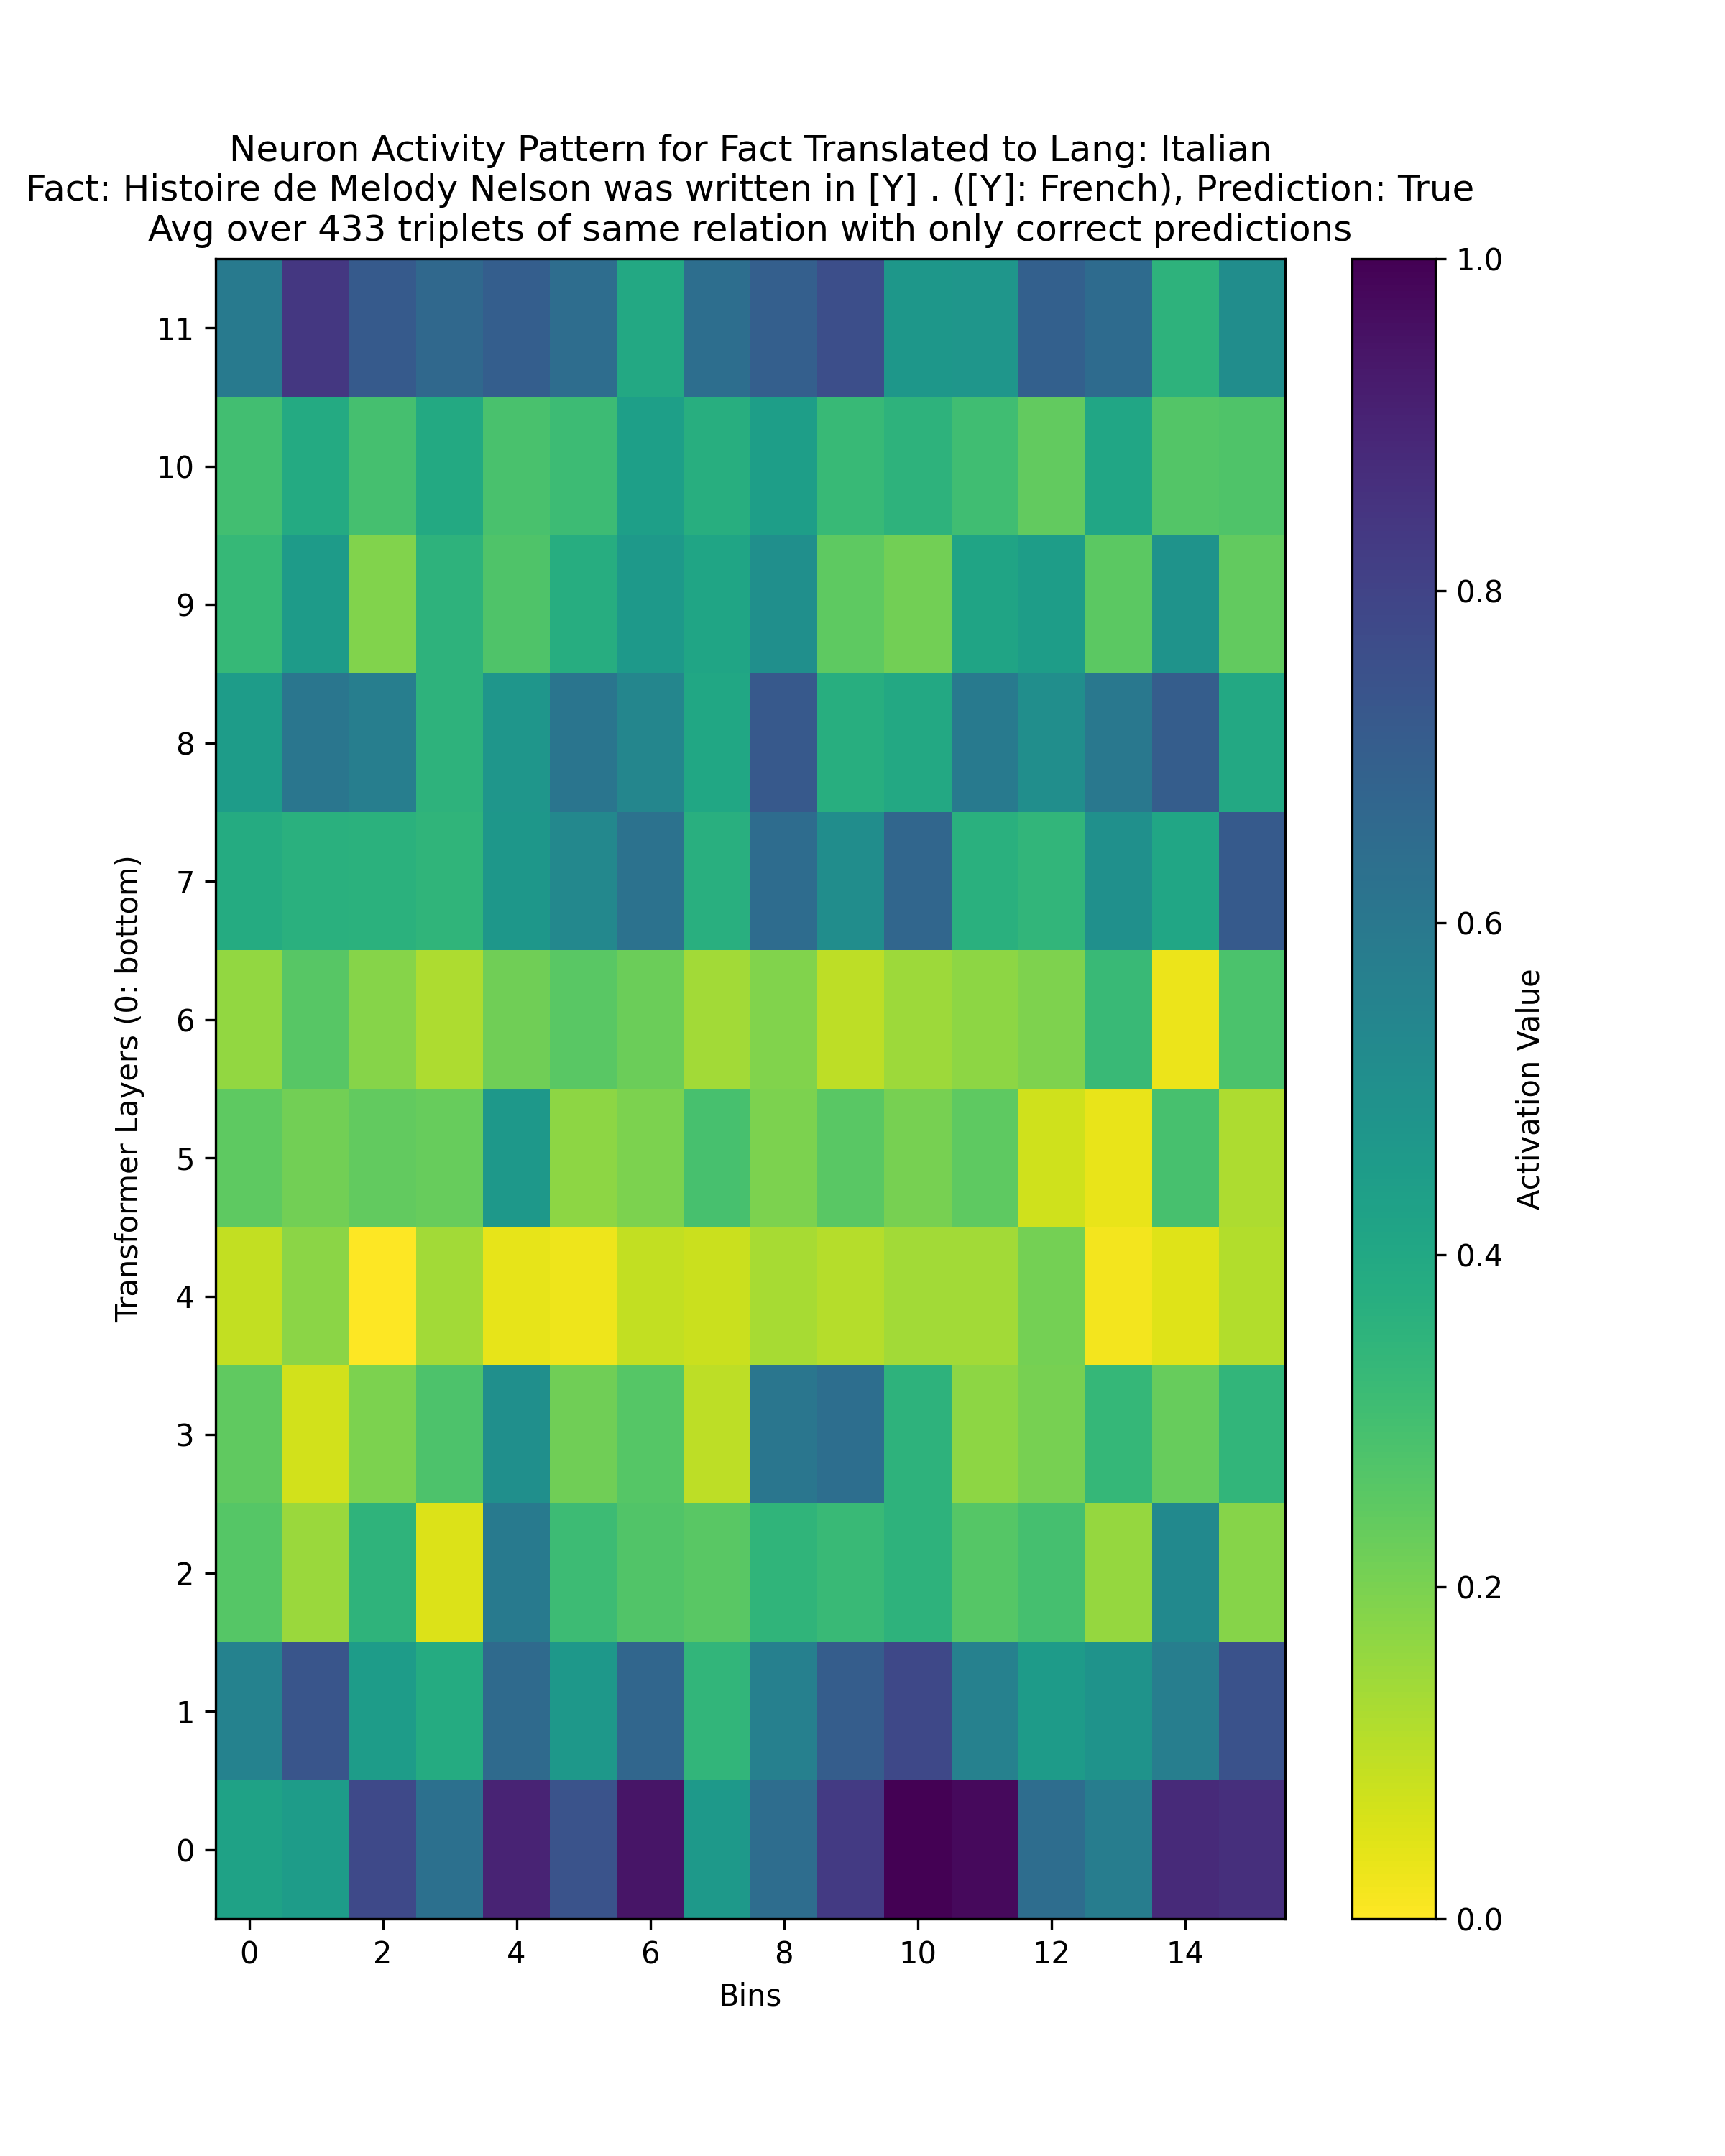 Neuron Activity Pattern for Fact Translated to Lang: Italian
Fact: Histoire de Melody Nelson was written in [Y] . ([Y]: French), Prediction: True
Avg over 433 triplets of same relation with only correct predictions
Transformer Layers (0: bottom)
11
10
9
8
7
6
5
4
3
2
1
0
0 2 4 6 8 10 12 14
Bins
1.0
0.8
0.6
0.4
0.2
0.0
Activation Value